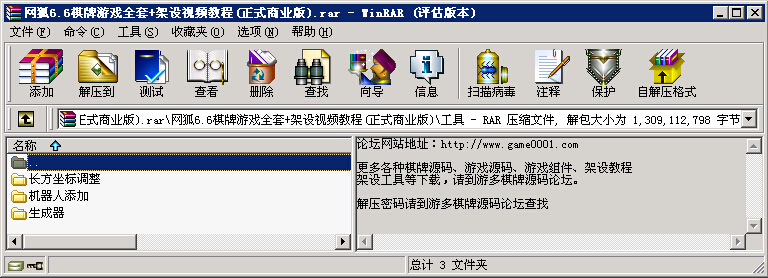 网狐6.6棋牌游戏全套+架设视频教程(正式商业版).rar - WinRAR (评估版本)
文件(F) 命令(C) 工具(S) 收藏夹(O) 选项(N) 帮助(H)
添加 解压到 测试 查看 删除 查找 向导 信息 扫描病毒 注释 保护 自解压格式
正式商业版).rar\网狐6.6棋牌游戏全套+架设视频教程(正式商业版)\工具 - RAR 压缩文件, 解包大小为 1,309,112,798 字节
名称
..
长方坐标调整
机器人添加
生成器
论坛网站地址：http://www.game0001.com
更多各种棋牌源码、游戏源码、游戏组件、架设教程
架设工具等下载，请到游多棋牌源码论坛。
解压密码请到游多棋牌源码论坛查找
总计 3 文件夹